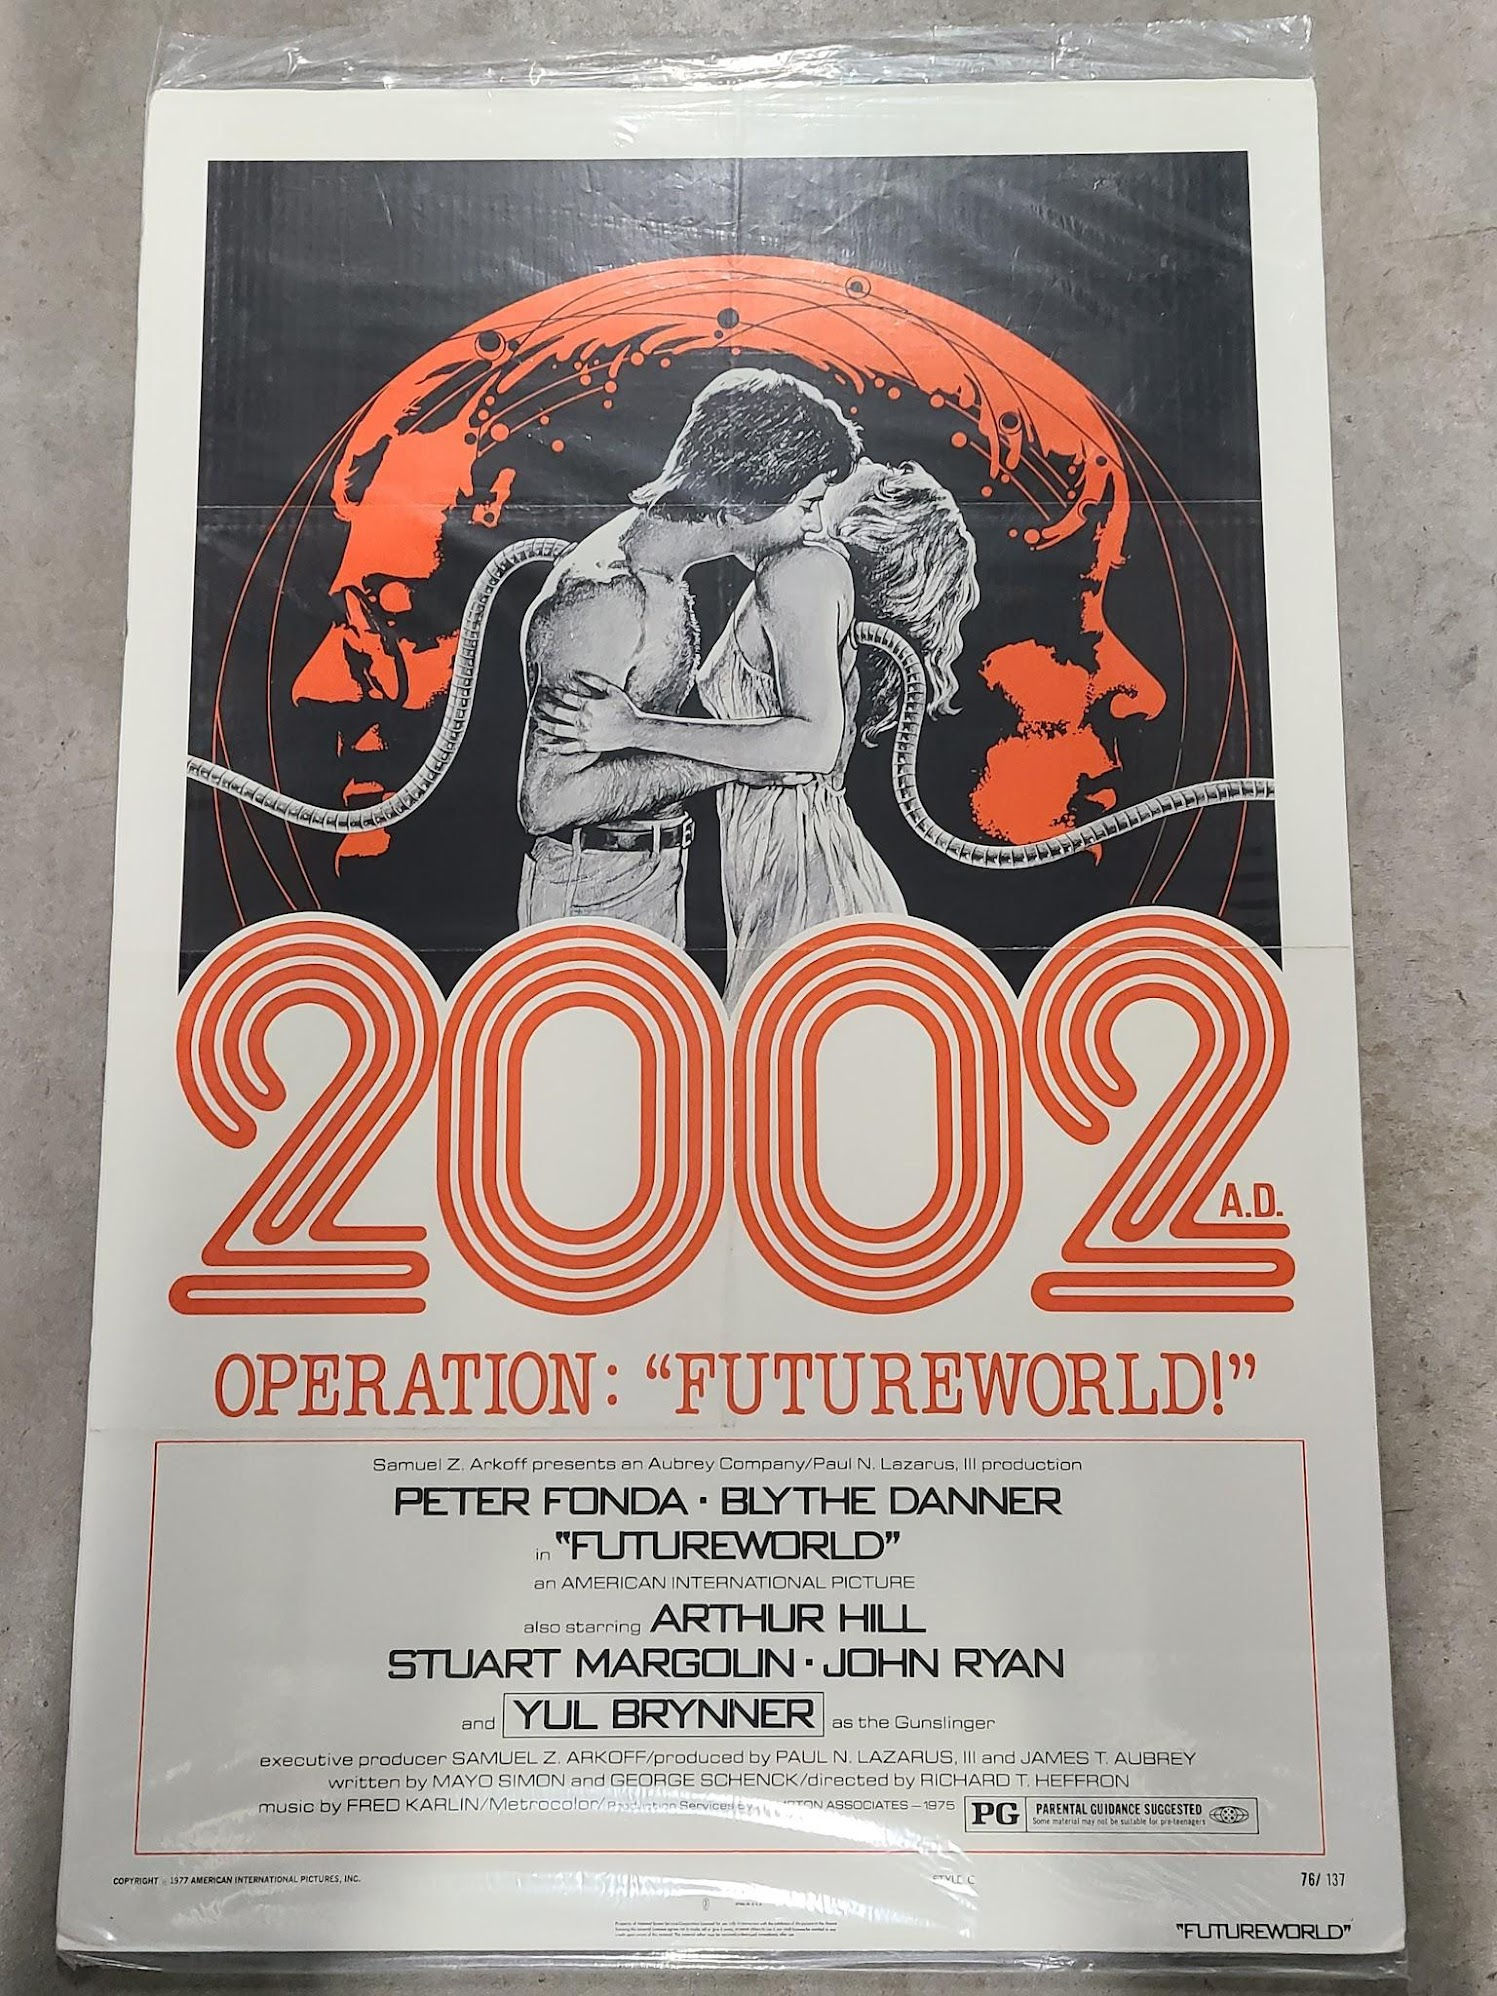 2002
A.D.
OPERATION: “FUTUREWORLD!”
Samuel Z. Arkoff presents an Aubrey Company/Paul N. Lazarus, III production
PETER FONDA · BLYTHE DANNER
in "FUTUREWORLD"
an AMERICAN INTERNATIONAL PICTURE
also starring ARTHUR HILL
STUART MARGOLIN · JOHN RYAN
and YUL BRYNNER as the Gunslinger
executive producer SAMUEL Z. ARKOFF/produced by PAUL N. LAZARUS, III and JAMES T. AUBREY
written by MAYO SIMON and GEORGE SCHENCK/directed by RICHARD T. HEFFRON
music by FRED KARLIN/Metrocolor/Production Services by ASSOCIATES – 1975
PG PARENTAL GUIDANCE SUGGESTED
Some material may not be suitable for pre-teenagers
COPYRIGHT © 1977 AMERICAN INTERNATIONAL PICTURES, INC.
STYLE C
76/137
"FUTUREWORLD"